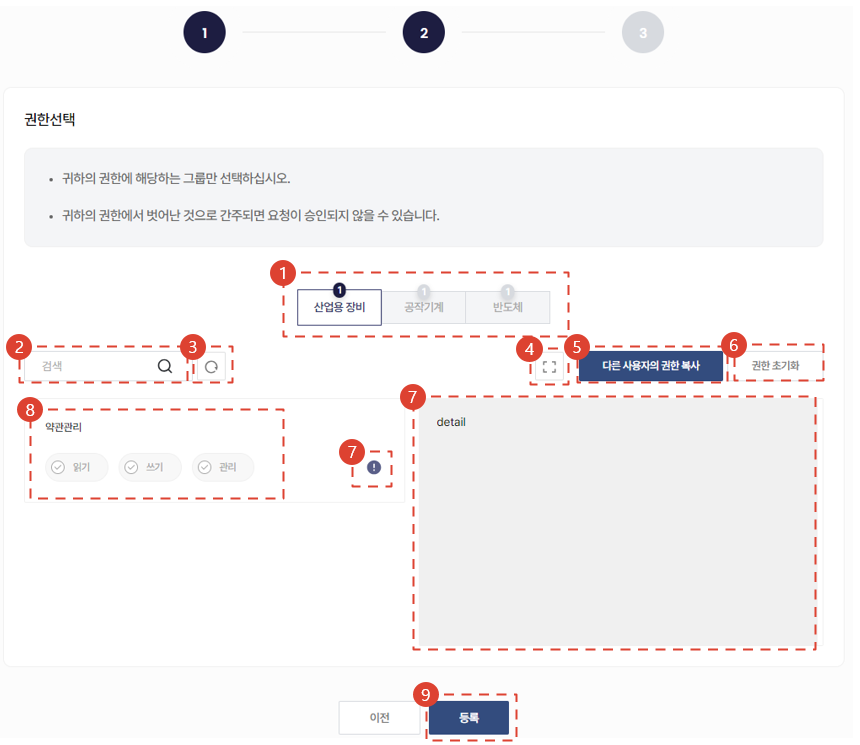 1 2 3
권한선택
• 귀하의 권한에 해당하는 그룹만 선택하십시오.
• 귀하의 권한에서 벗어난 것으로 간주되면 요청이 승인되지 않을 수 있습니다.
1
1 1 1
산업용 장비 공작기계 반도체
2 3 4 5 6
검색 다른 사용자의 권한 복사 권한 초기화
8 7
약관관리 detail
7
읽기 쓰기 관리 !
9
이전 등록